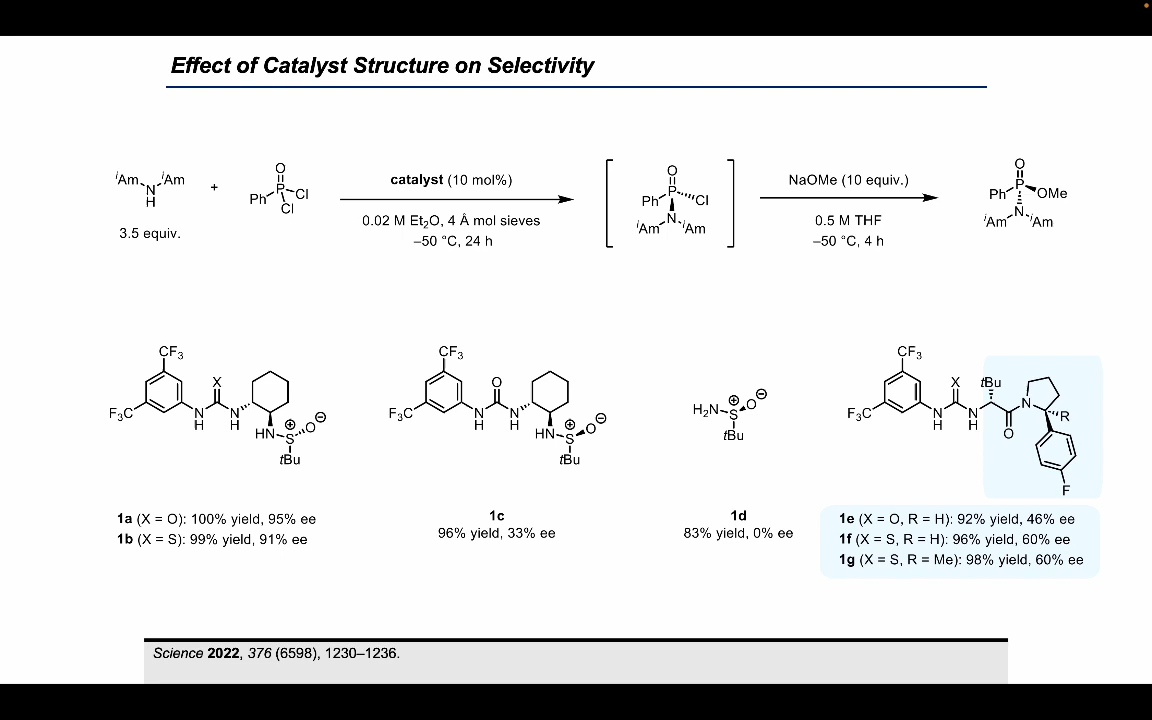 Effect of Catalyst Structure on Selectivity
iAm iAm
N
H
+
O
Ph P Cl
Cl
3.5 equiv.
catalyst (10 mol%)
0.02 M Et2O, 4 Å mol sieves
–50 °C, 24 h
O
Ph P Cl
N
iAm iAm
NaOMe (10 equiv.)
0.5 M THF
–50 °C, 4 h
O
Ph P OMe
N
iAm iAm
CF3
X
F3C N N
H H
HN S ⊕ O ⊖
tBu
CF3
O
F3C N N
H H
HN S ⊕ O ⊖
tBu
H2N S ⊕ O ⊖
tBu
CF3
X tBu
F3C N N N R
H H O
F
1a (X = O): 100% yield, 95% ee
1b (X = S): 99% yield, 91% ee
1c
96% yield, 33% ee
1d
83% yield, 0% ee
1e (X = O, R = H): 92% yield, 46% ee
1f (X = S, R = H): 96% yield, 60% ee
1g (X = S, R = Me): 98% yield, 60% ee
Science 2022, 376 (6598), 1230–1236.